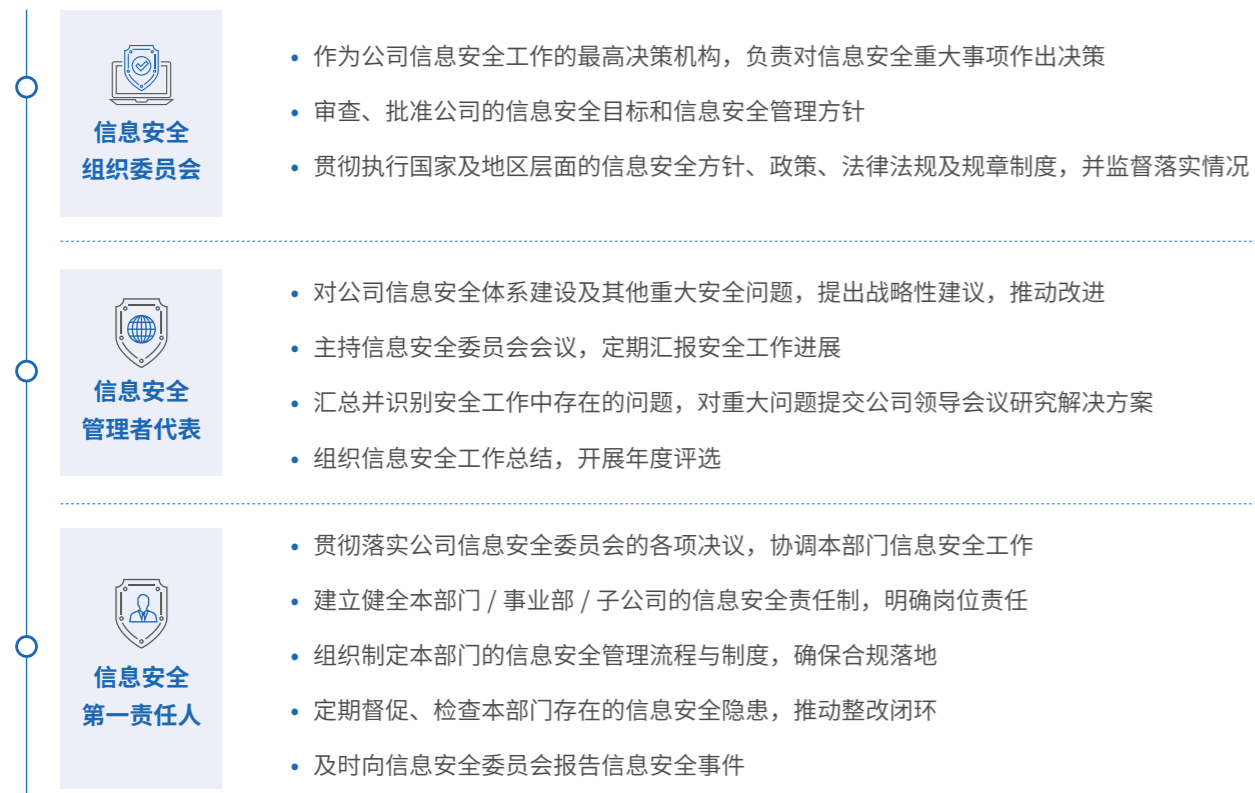 信息安全
组织委员会
• 作为公司信息安全工作的最高决策机构，负责对信息安全重大事项作出决策
• 审查、批准公司的信息安全目标和信息安全管理方针
• 贯彻执行国家及地区层面的信息安全方针、政策、法律法规及规章制度，并监督落实情况
信息安全
管理者代表
• 对公司信息安全体系建设及其他重大安全问题，提出战略性建议，推动改进
• 主持信息安全委员会会议，定期汇报安全工作进展
• 汇总并识别安全工作中存在的问题，对重大问题提交公司领导会议研究解决方案
• 组织信息安全工作总结，开展年度评选
信息安全
第一责任人
• 贯彻落实公司信息安全委员会的各项决议，协调本部门信息安全工作
• 建立健全本部门 / 事业部 / 子公司的信息安全责任制，明确岗位责任
• 组织制定本部门的信息安全管理流程与制度，确保合规落地
• 定期督促、检查本部门存在的信息安全隐患，推动整改闭环
• 及时向信息安全委员会报告信息安全事件